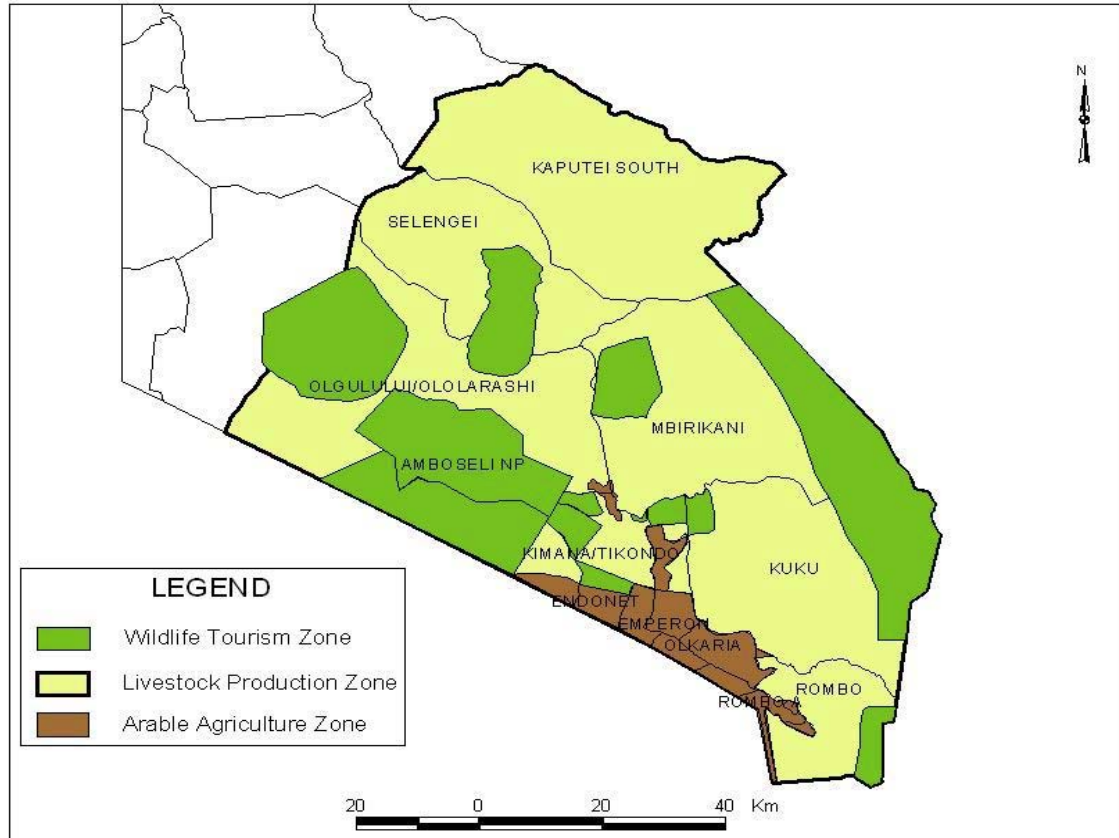 N
KAPUTEI SOUTH
SELENGEI
OLGULULUI/OLOLARASHI
MBIRIKANI
AMBOSELI NP
KIMANA/TIKONDO
KUKU
ENDONET
EMPERON
OLKARIA
ROMBO
ROMBO A
LEGEND
Wildlife Tourism Zone
Livestock Production Zone
Arable Agriculture Zone
20 0 20 40 Km